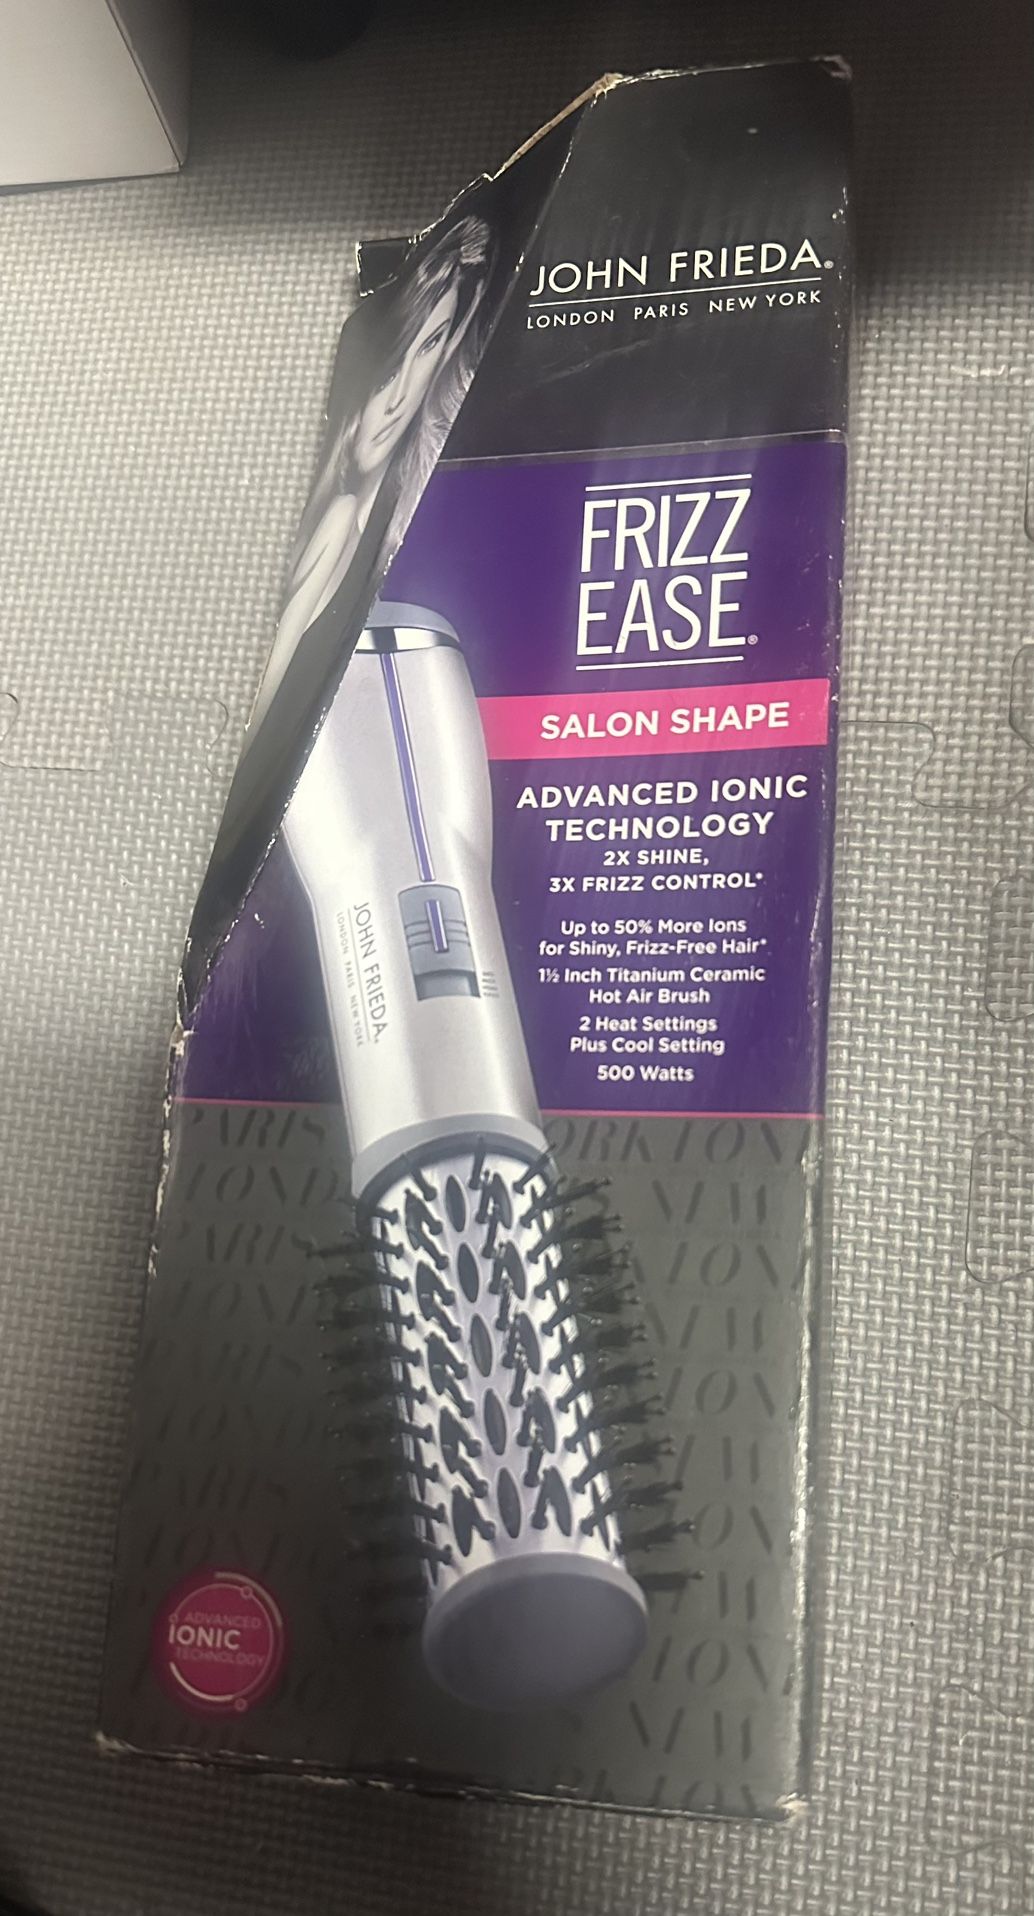 JOHN FRIEDA®
LONDON PARIS NEW YORK
FRIZZ
EASE®
SALON SHAPE
ADVANCED IONIC
TECHNOLOGY
2X SHINE,
3X FRIZZ CONTROL*
Up to 50% More Ions
for Shiny, Frizz-Free Hair*
1½ Inch Titanium Ceramic
Hot Air Brush
2 Heat Settings
Plus Cool Setting
500 Watts
JOHN FRIEDA®
LONDON PARIS NEW YORK
ADVANCED
IONIC
TECHNOLOGY